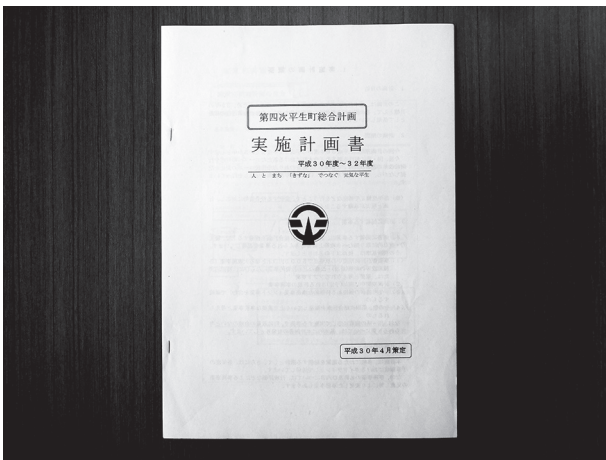 第四次平生町総合計画
実施計画書
平成30年度～32年度
人 と まち 「きずな」 でつなぐ 元気な平生
平成30年4月策定